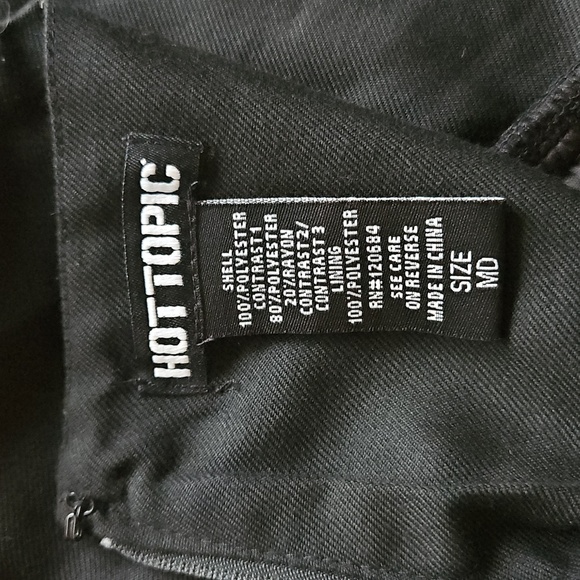 HOTTOPIC
SHELL
100%POLYESTER
CONTRAST1
80%POLYESTER
20%RAYON
CONTRAST2/
CONTRAST3
LINING
100%POLYESTER
RN#120684
SEE CARE
ON REVERSE
MADE IN CHINA
SIZE
MD